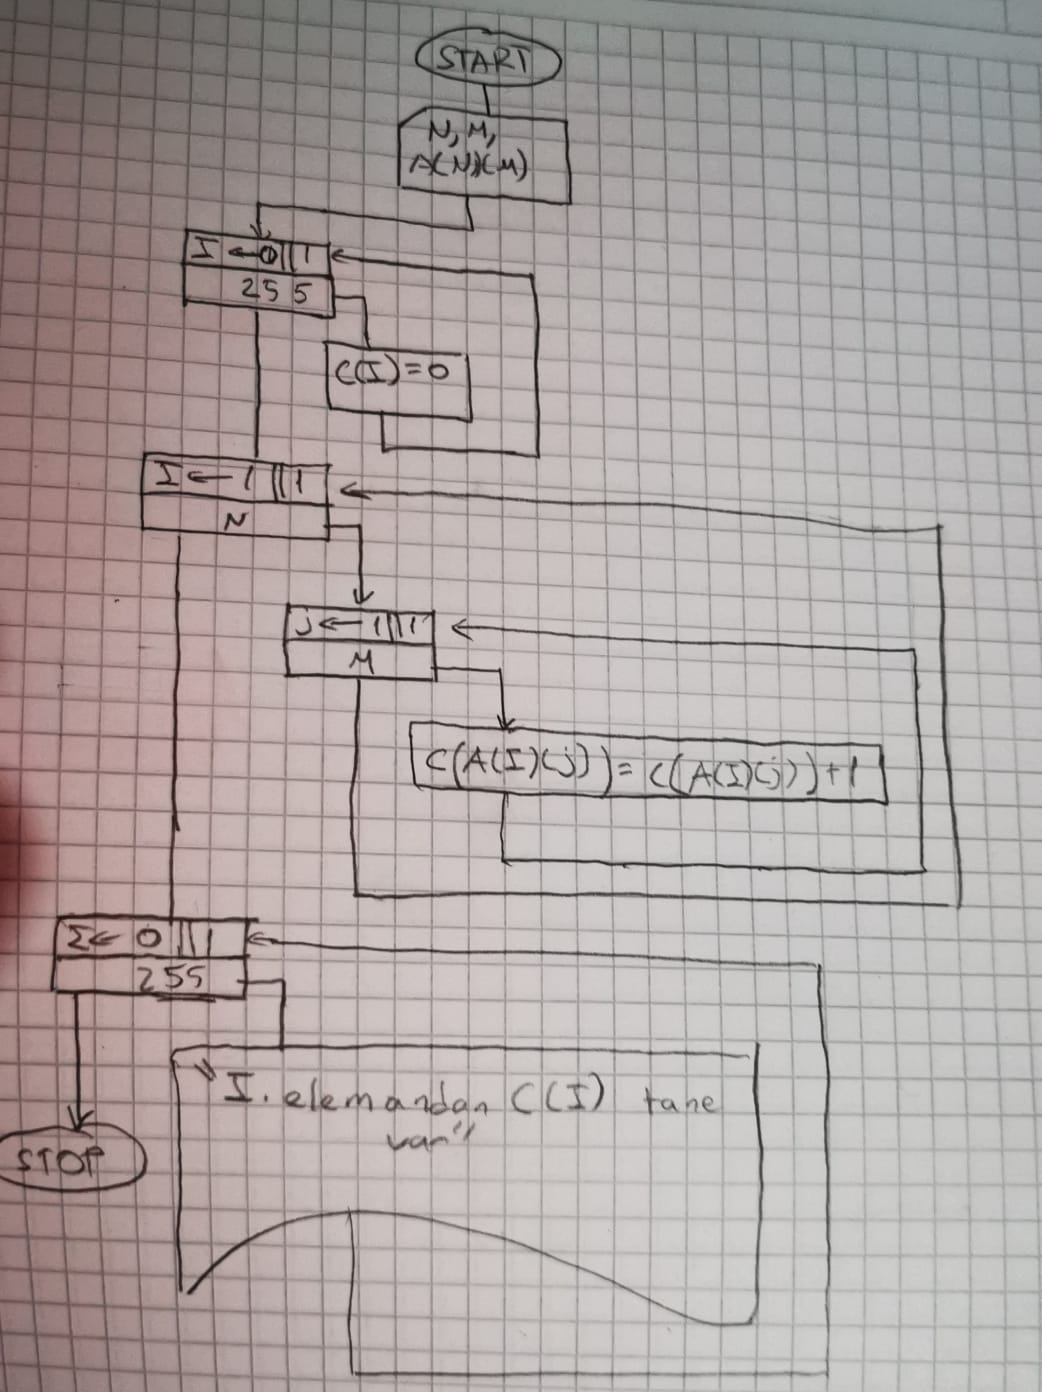 START
N, M,
A(N)(M)
I ← 0 || 1
255
C(I)=0
I ← 1 || 1
N
j ← 1 || 1
M
C(A(I)(j)) = C((A(I)(j))+1
I ← 0 || 1
255
"I. elemandan C(I) tane
var"
STOP